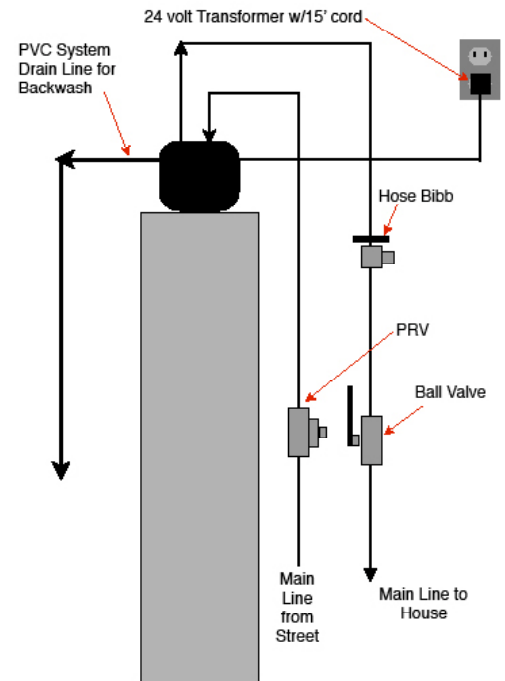 24 volt Transformer w/15' cord
PVC System
Drain Line for
Backwash
Hose Bibb
PRV
Ball Valve
Main
Line
from
Street
Main Line to
House